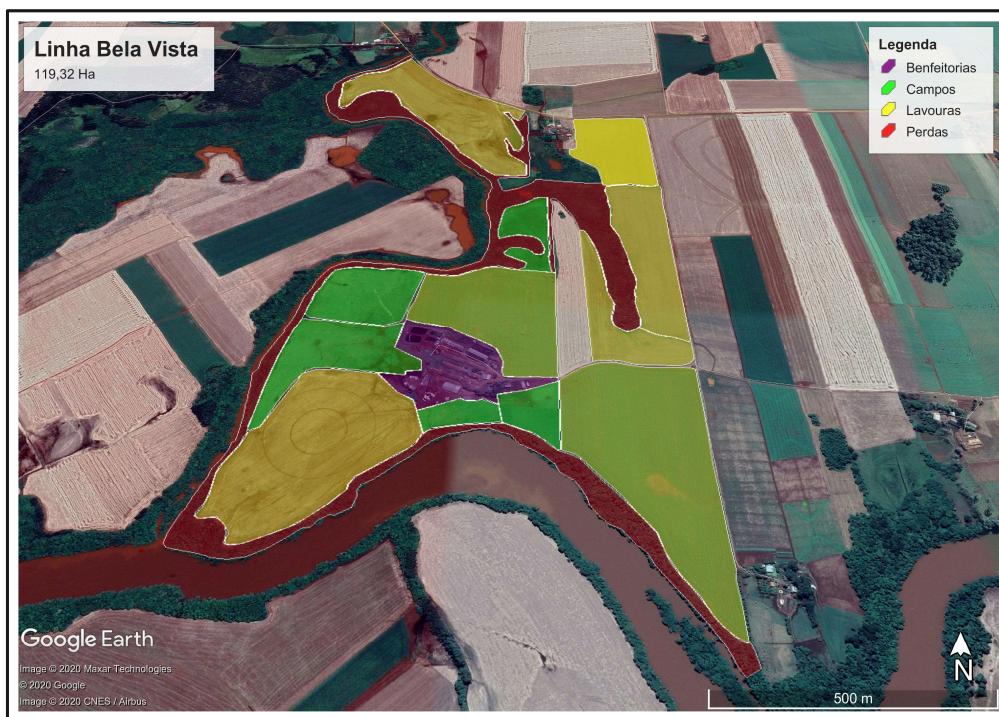 Linha Bela Vista
119,32 Ha
Legenda
Benfeitorias
Campos
Lavouras
Perdas
Google Earth
Image © 2020 Maxar Technologies
© 2020 Google
Image © 2020 CNES / Airbus
N
500 m